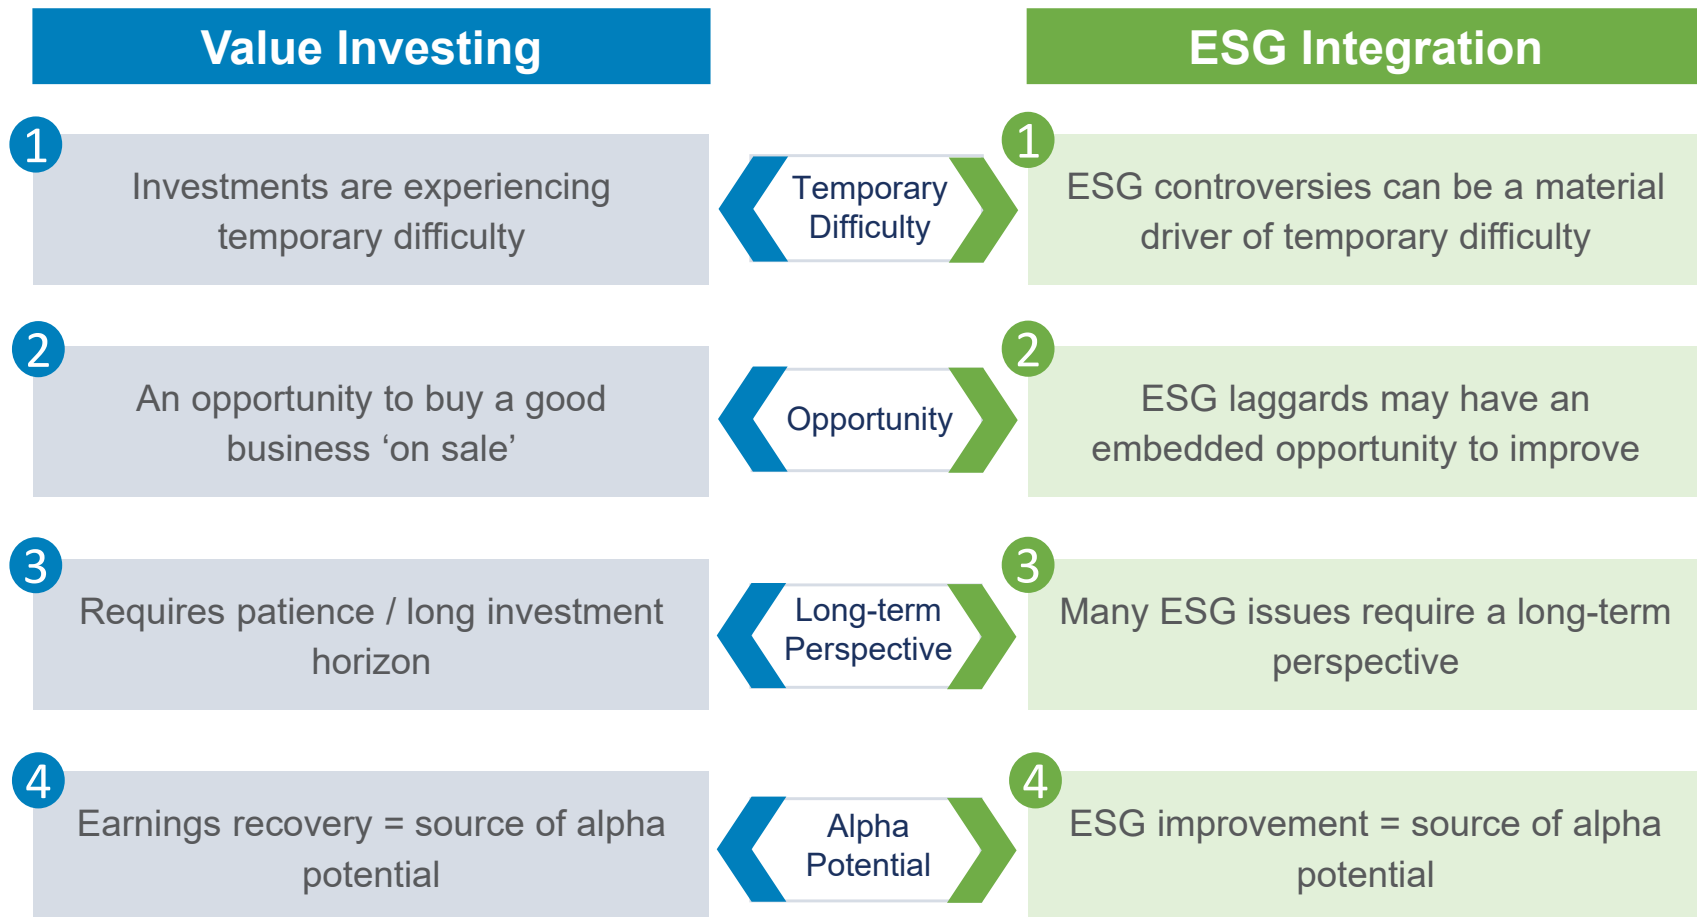 Value Investing
ESG Integration
1
Investments are experiencing
temporary difficulty
Temporary
Difficulty
1
ESG controversies can be a material
driver of temporary difficulty
2
An opportunity to buy a good
business ‘on sale’
Opportunity
2
ESG laggards may have an
embedded opportunity to improve
3
Requires patience / long investment
horizon
Long-term
Perspective
3
Many ESG issues require a long-term
perspective
4
Earnings recovery = source of alpha
potential
Alpha
Potential
4
ESG improvement = source of alpha
potential